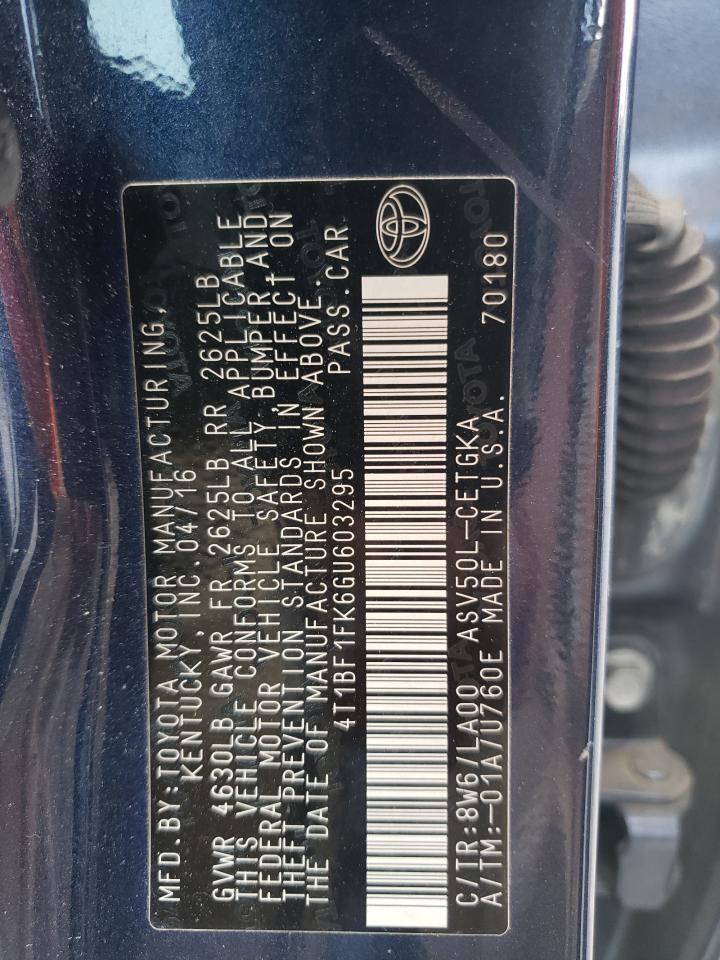 MFD.BY:TOYOTA MOTOR MANUFACTURING,
KENTUCKY, INC.04/16
GVWR 4630LB GAWR FR 2625LB RR 2625LB
THIS VEHICLE CONFORMS TO ALL APPLICABLE
FEDERAL MOTOR VEHICLE SAFETY, BUMPER AND
THEFT PREVENTION STANDARDS IN EFFECT ON
THE DATE OF MANUFACTURE SHOWN ABOVE.
4T1BF1FK6GU603295 PASS.CAR
C/TR:8W6/LA00 ASV50L-CETGKA
A/TM:-01A/U760E MADE IN U.S.A. 70180